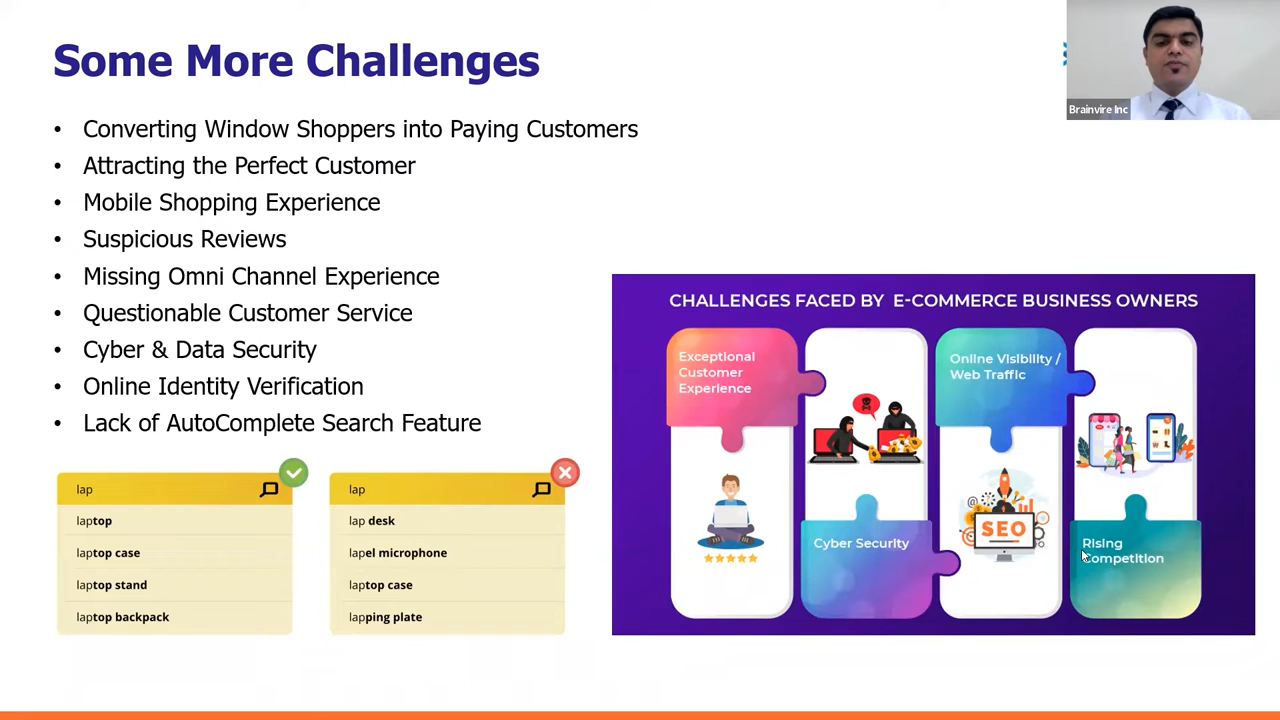 Some More Challenges
Brainvire Inc
• Converting Window Shoppers into Paying Customers
• Attracting the Perfect Customer
• Mobile Shopping Experience
• Suspicious Reviews
• Missing Omni Channel Experience
• Questionable Customer Service
• Cyber & Data Security
• Online Identity Verification
• Lack of AutoComplete Search Feature
lap
laptop
laptop case
laptop stand
laptop backpack
lap
lap desk
lapel microphone
laptop case
lapping plate
CHALLENGES FACED BY E-COMMERCE BUSINESS OWNERS
Exceptional
Customer
Experience
Cyber Security
Online Visibility /
Web Traffic
SEO
Rising
Competition